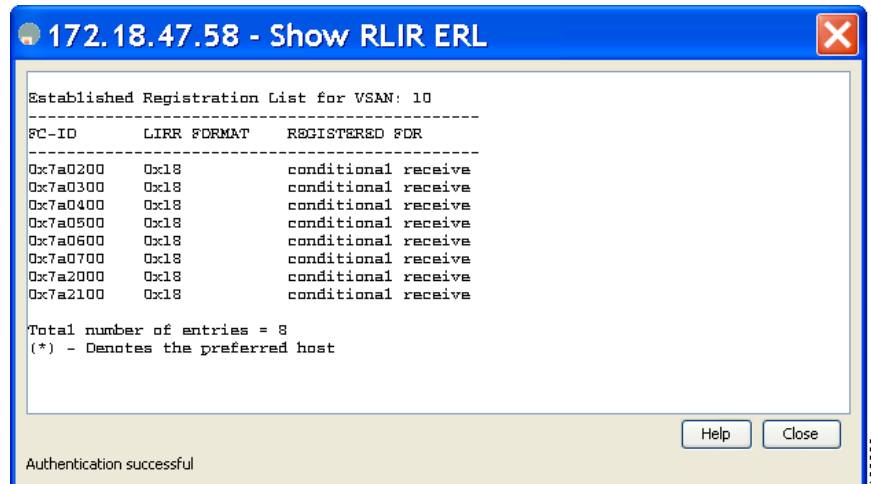 172.18.47.58 - Show RLIR ERL
Established Registration List for VSAN: 10
-------------------------------------------------
FC-ID LIRR FORMAT REGISTERED FOR
-------------------------------------------------
0x7a0200 0x18 conditional receive
0x7a0300 0x18 conditional receive
0x7a0400 0x18 conditional receive
0x7a0500 0x18 conditional receive
0x7a0600 0x18 conditional receive
0x7a0700 0x18 conditional receive
0x7a2000 0x18 conditional receive
0x7a2100 0x18 conditional receive
Total number of entries = 8
(*) - Denotes the preferred host
Help Close
Authentication successful